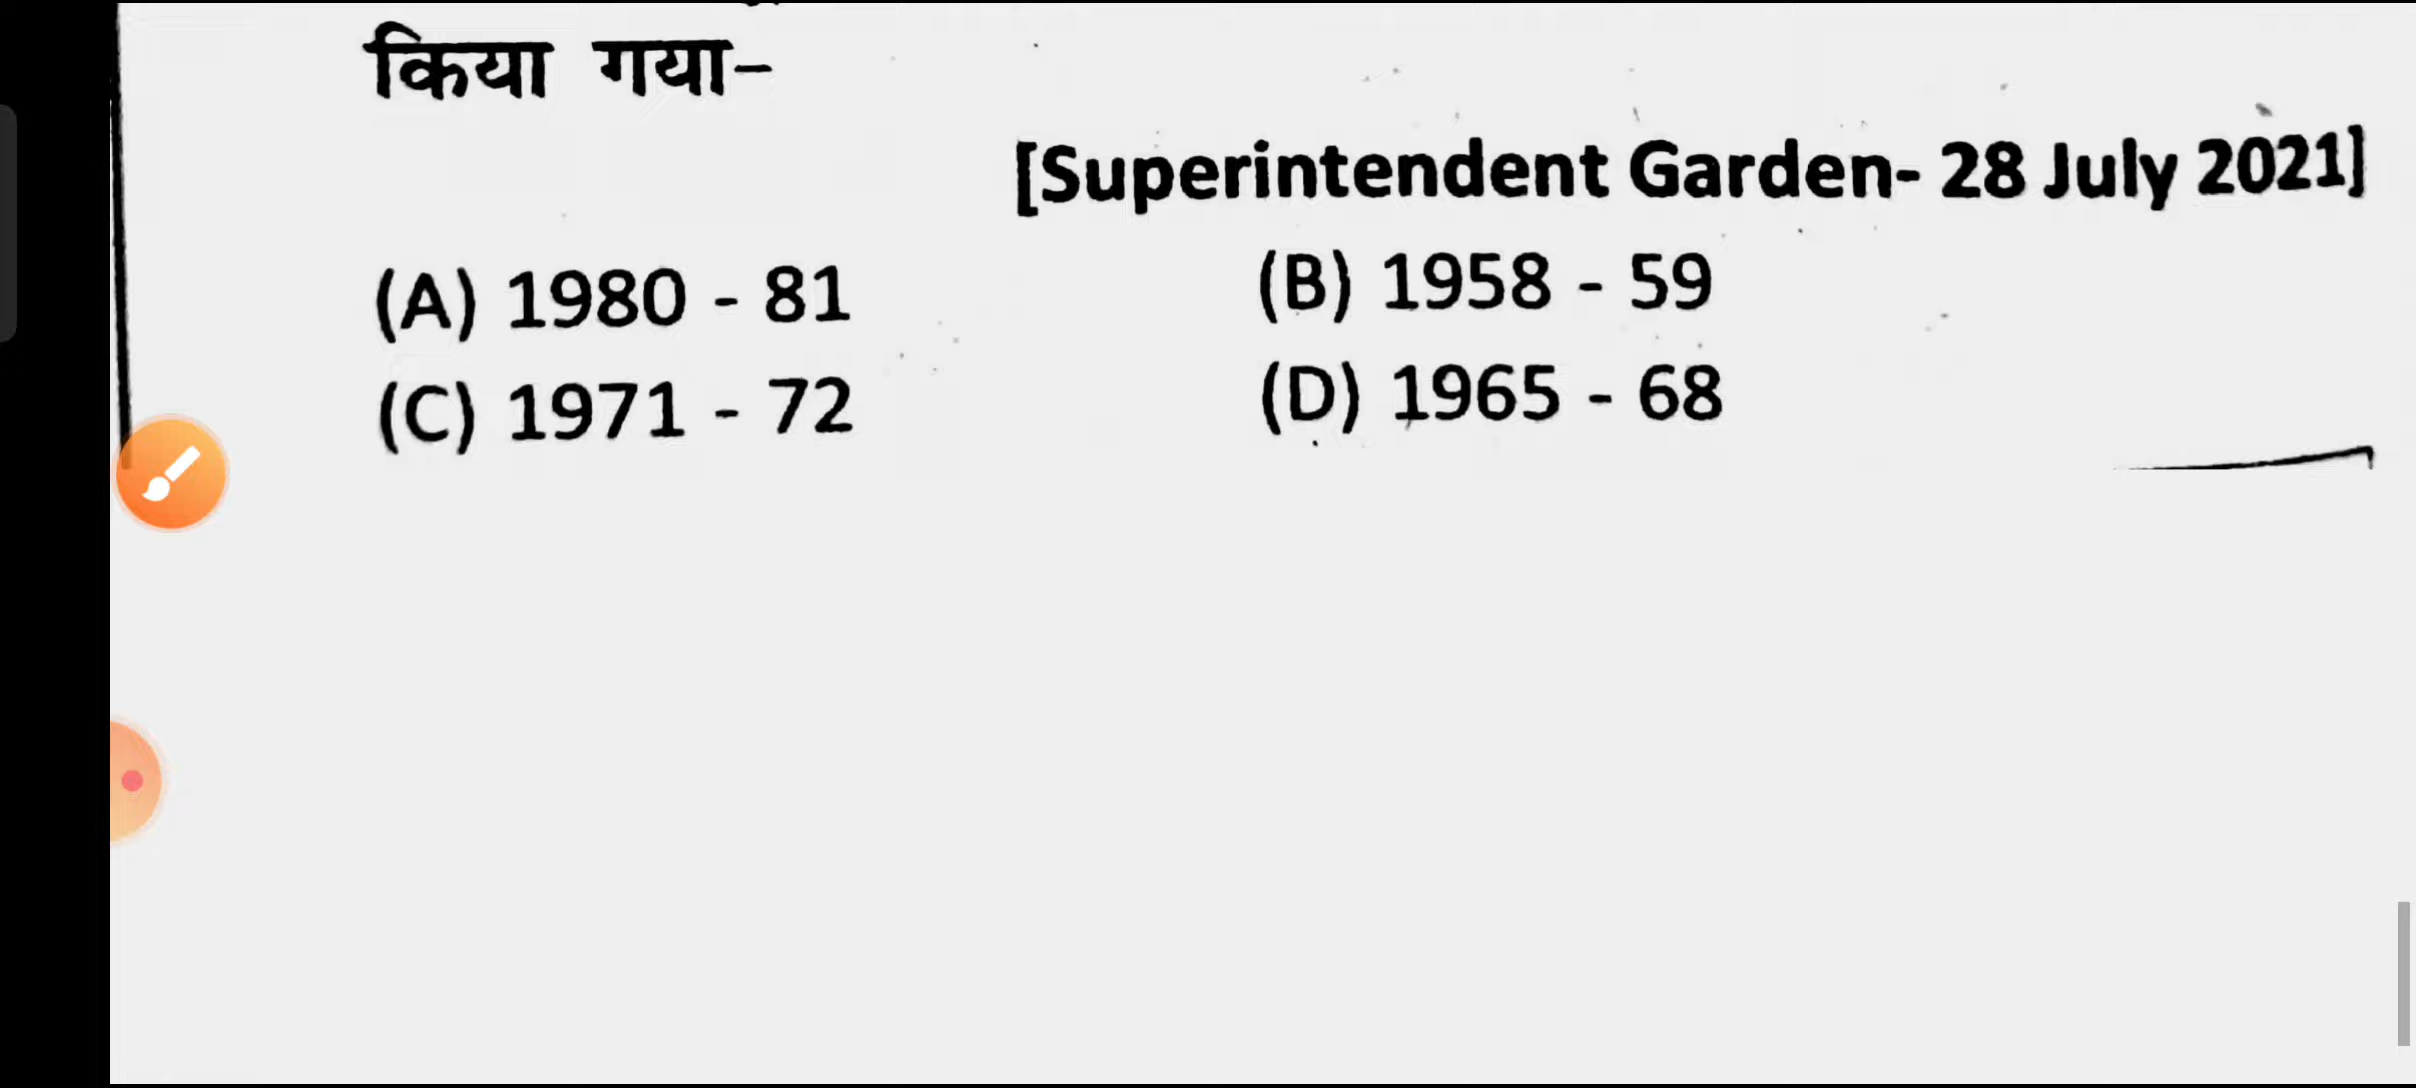 किया गया–
[Superintendent Garden- 28 July 2021]
(A) 1980 - 81 (B) 1958 - 59
(C) 1971 - 72 (D) 1965 - 68